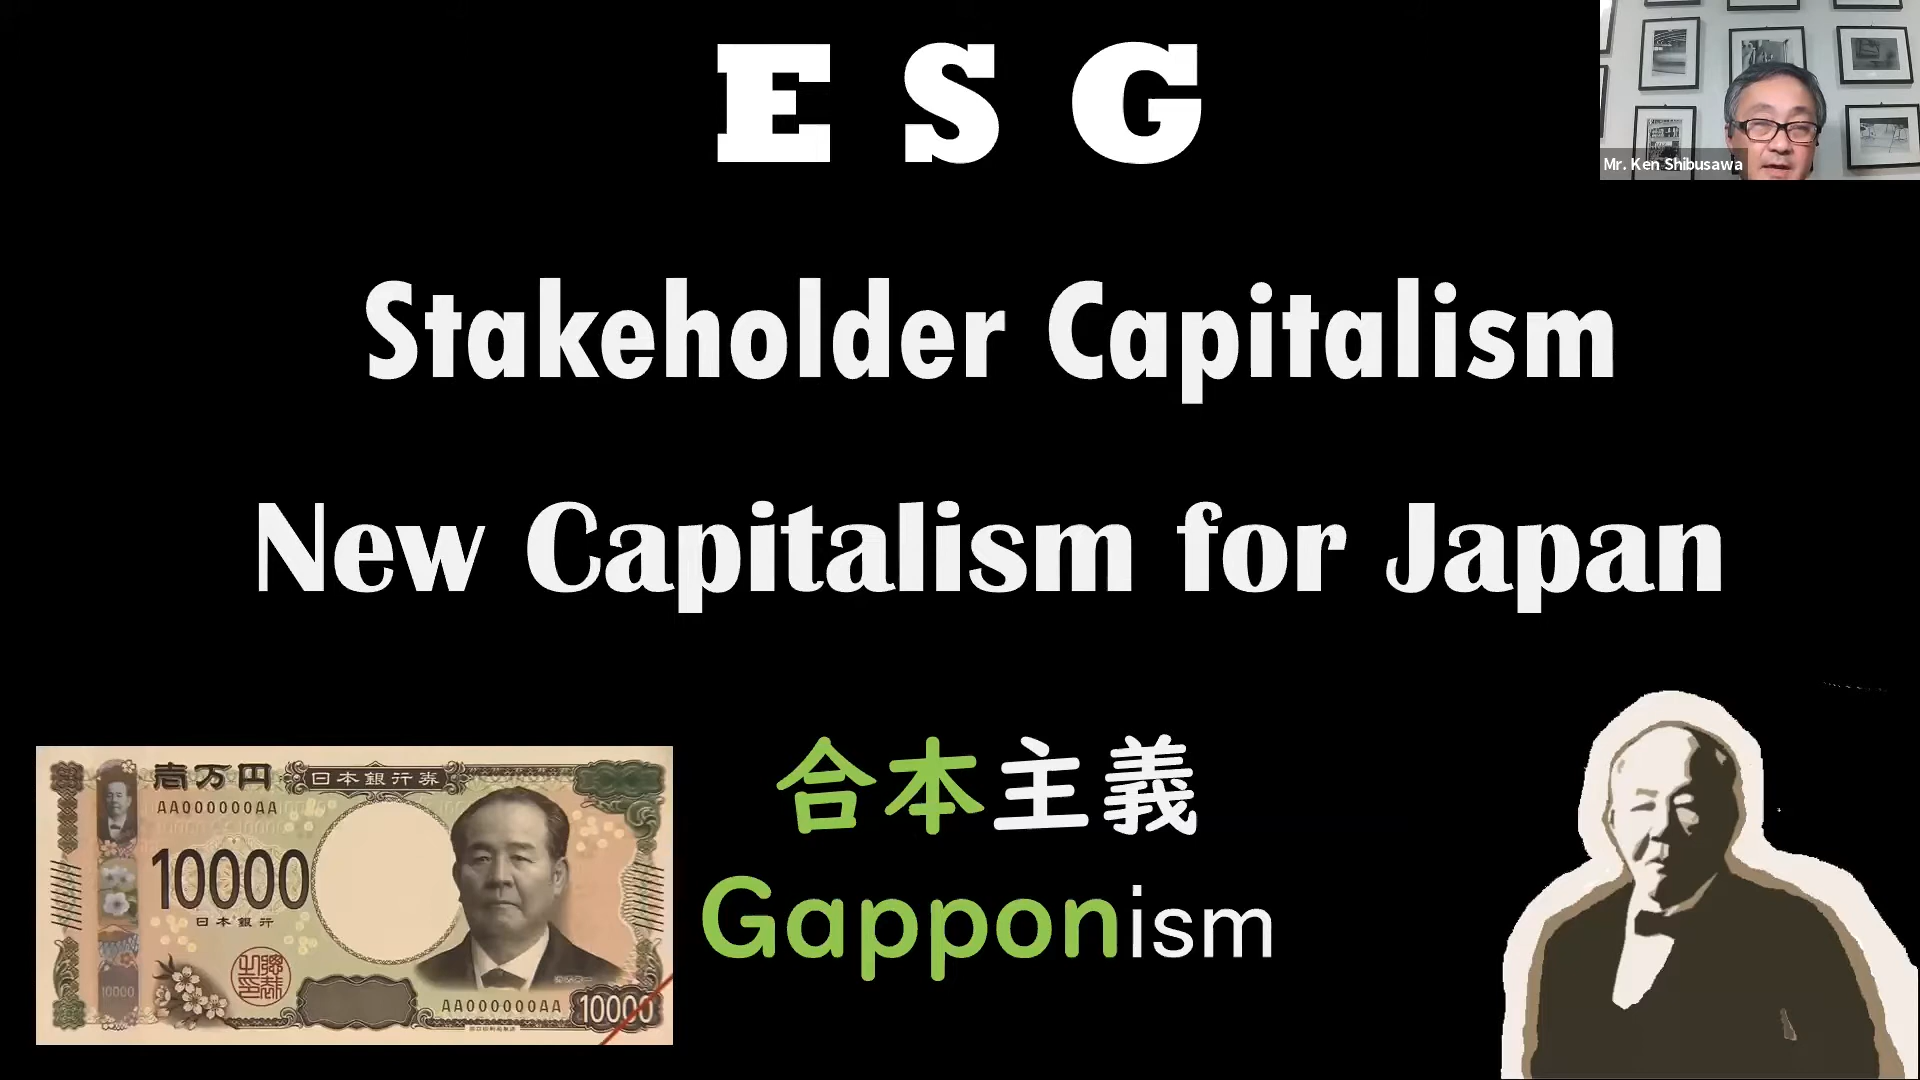 E S G
Mr. Ken Shibusawa
Stakeholder Capitalism
New Capitalism for Japan
合本主義
Gapponism
壱万円
日本銀行券
AA000000AA
10000
日本銀行
10000
AA000000AA
10000